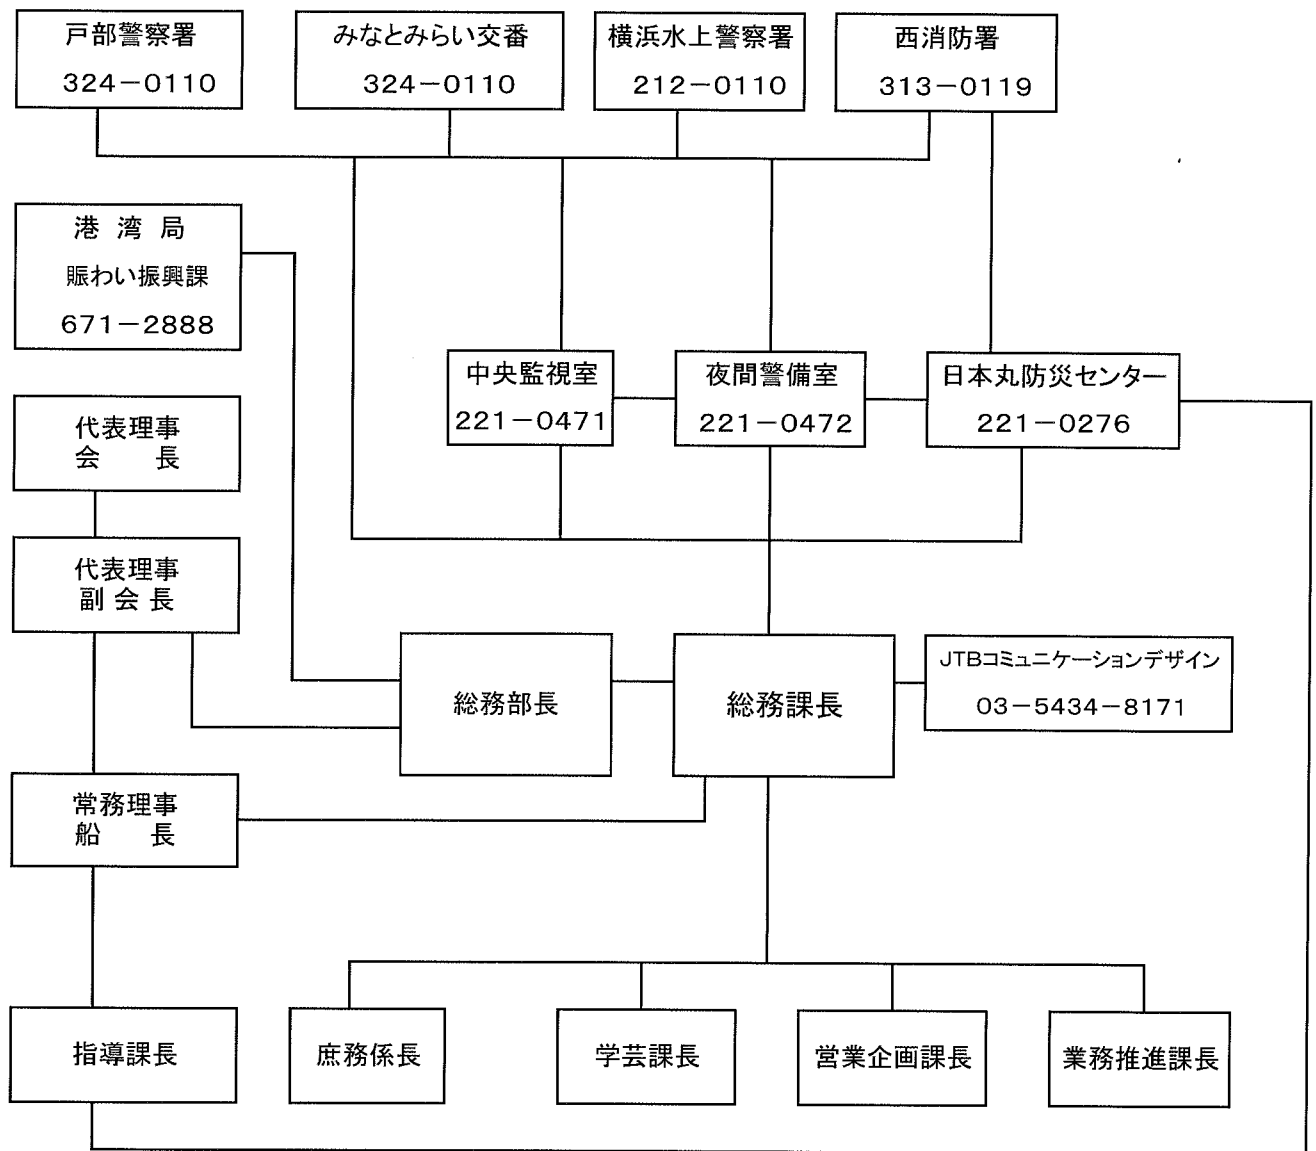 戸部警察署
324－0110
みなとみらい交番
324－0110
横浜水上警察署
212－0110
西消防署
313－0119
港　湾　局
賑わい振興課
671－2888
中央監視室
221－0471
夜間警備室
221－0472
日本丸防災センター
221－0276
代表理事
会　　長
代表理事
副 会 長
総務部長
総務課長
JTBコミュニケーションデザイン
03－5434－8171
常務理事
船　　長
指導課長
庶務係長
学芸課長
営業企画課長
業務推進課長